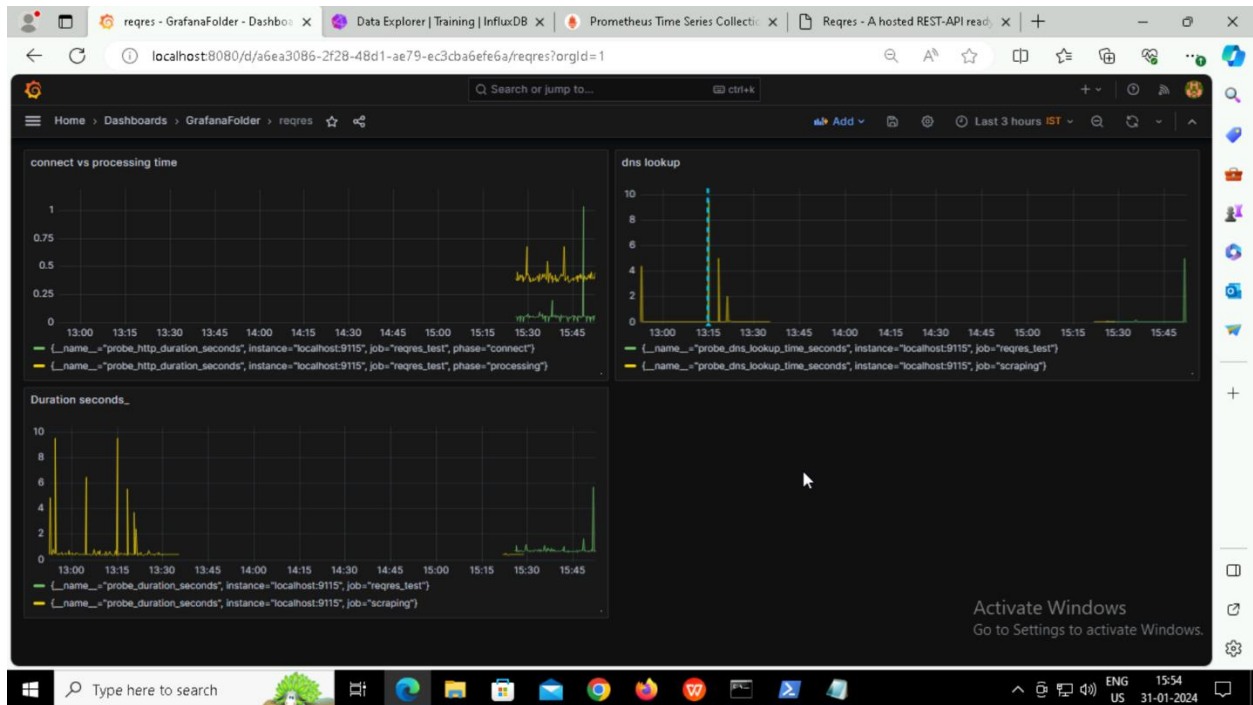 reqres - GrafanaFolder - Dashboa
Data Explorer | Training | InfluxDB
Prometheus Time Series Collectic
Reqres - A hosted REST-API ready
localhost:8080/d/a6ea3086-2f28-48d1-ae79-ec3cba6efe6a/reqres?orgId=1
Search or jump to...
ctrl+k
Home › Dashboards › GrafanaFolder › reqres
Add
Last 3 hours IST
connect vs processing time
1
0.75
0.5
0.25
0
13:00 13:15 13:30 13:45 14:00 14:15 14:30 14:45 15:00 15:15 15:30 15:45
{__name__="probe_http_duration_seconds", instance="localhost:9115", job="reqres_test", phase="connect"}
{__name__="probe_http_duration_seconds", instance="localhost:9115", job="reqres_test", phase="processing"}
dns lookup
10
8
6
4
2
0
13:00 13:15 13:30 13:45 14:00 14:15 14:30 14:45 15:00 15:15 15:30 15:45
{__name__="probe_dns_lookup_time_seconds", instance="localhost:9115", job="reqres_test"}
{__name__="probe_dns_lookup_time_seconds", instance="localhost:9115", job="scraping"}
Duration seconds_
10
8
6
4
2
0
13:00 13:15 13:30 13:45 14:00 14:15 14:30 14:45 15:00 15:15 15:30 15:45
{__name__="probe_duration_seconds", instance="localhost:9115", job="reqres_test"}
{__name__="probe_duration_seconds", instance="localhost:9115", job="scraping"}
Activate Windows
Go to Settings to activate Windows.
Type here to search
ENG
US
15:54
31-01-2024